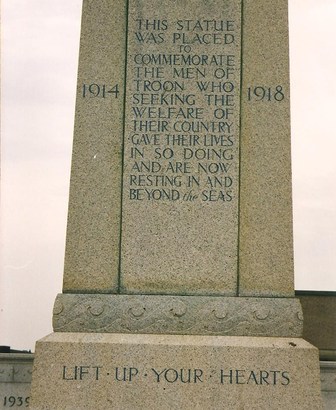 THIS STATUE
WAS PLACED
TO
COMMEMORATE
THE MEN OF
1914 TROON WHO 1918
SEEKING THE
WELFARE OF
THEIR COUNTRY
GAVE THEIR LIVES
IN SO DOING
AND ARE NOW
RESTING IN AND
BEYOND the SEAS
LIFT · UP · YOUR · HEARTS
1939